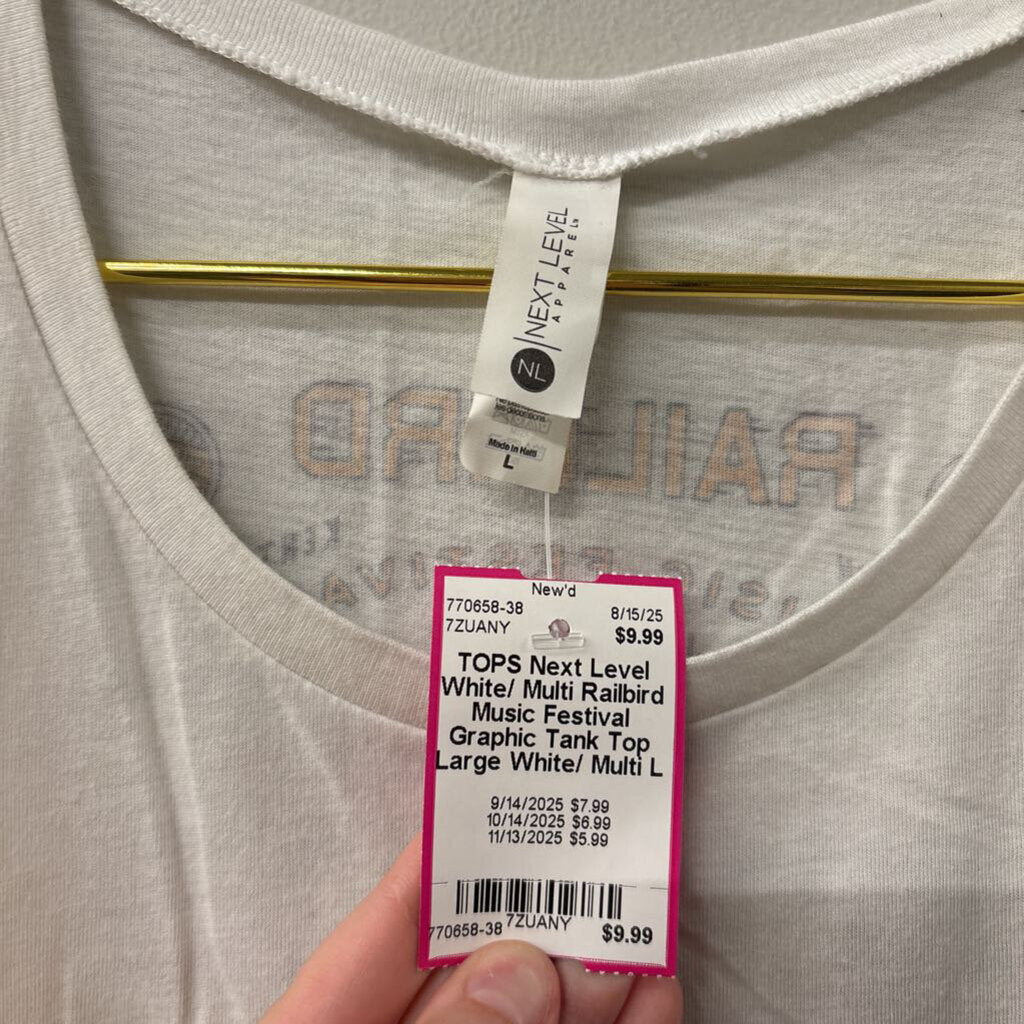 NEXT LEVEL
APPAREL
NL
Made in Haiti
L
RAILBIRD
New'd
770658-38
8/15/25
7ZUANY
$9.99
TOPS Next Level
White/ Multi Railbird
Music Festival
Graphic Tank Top
Large White/ Multi L
9/14/2025 $7.99
10/14/2025 $6.99
11/13/2025 $5.99
770658-38
7ZUANY
$9.99